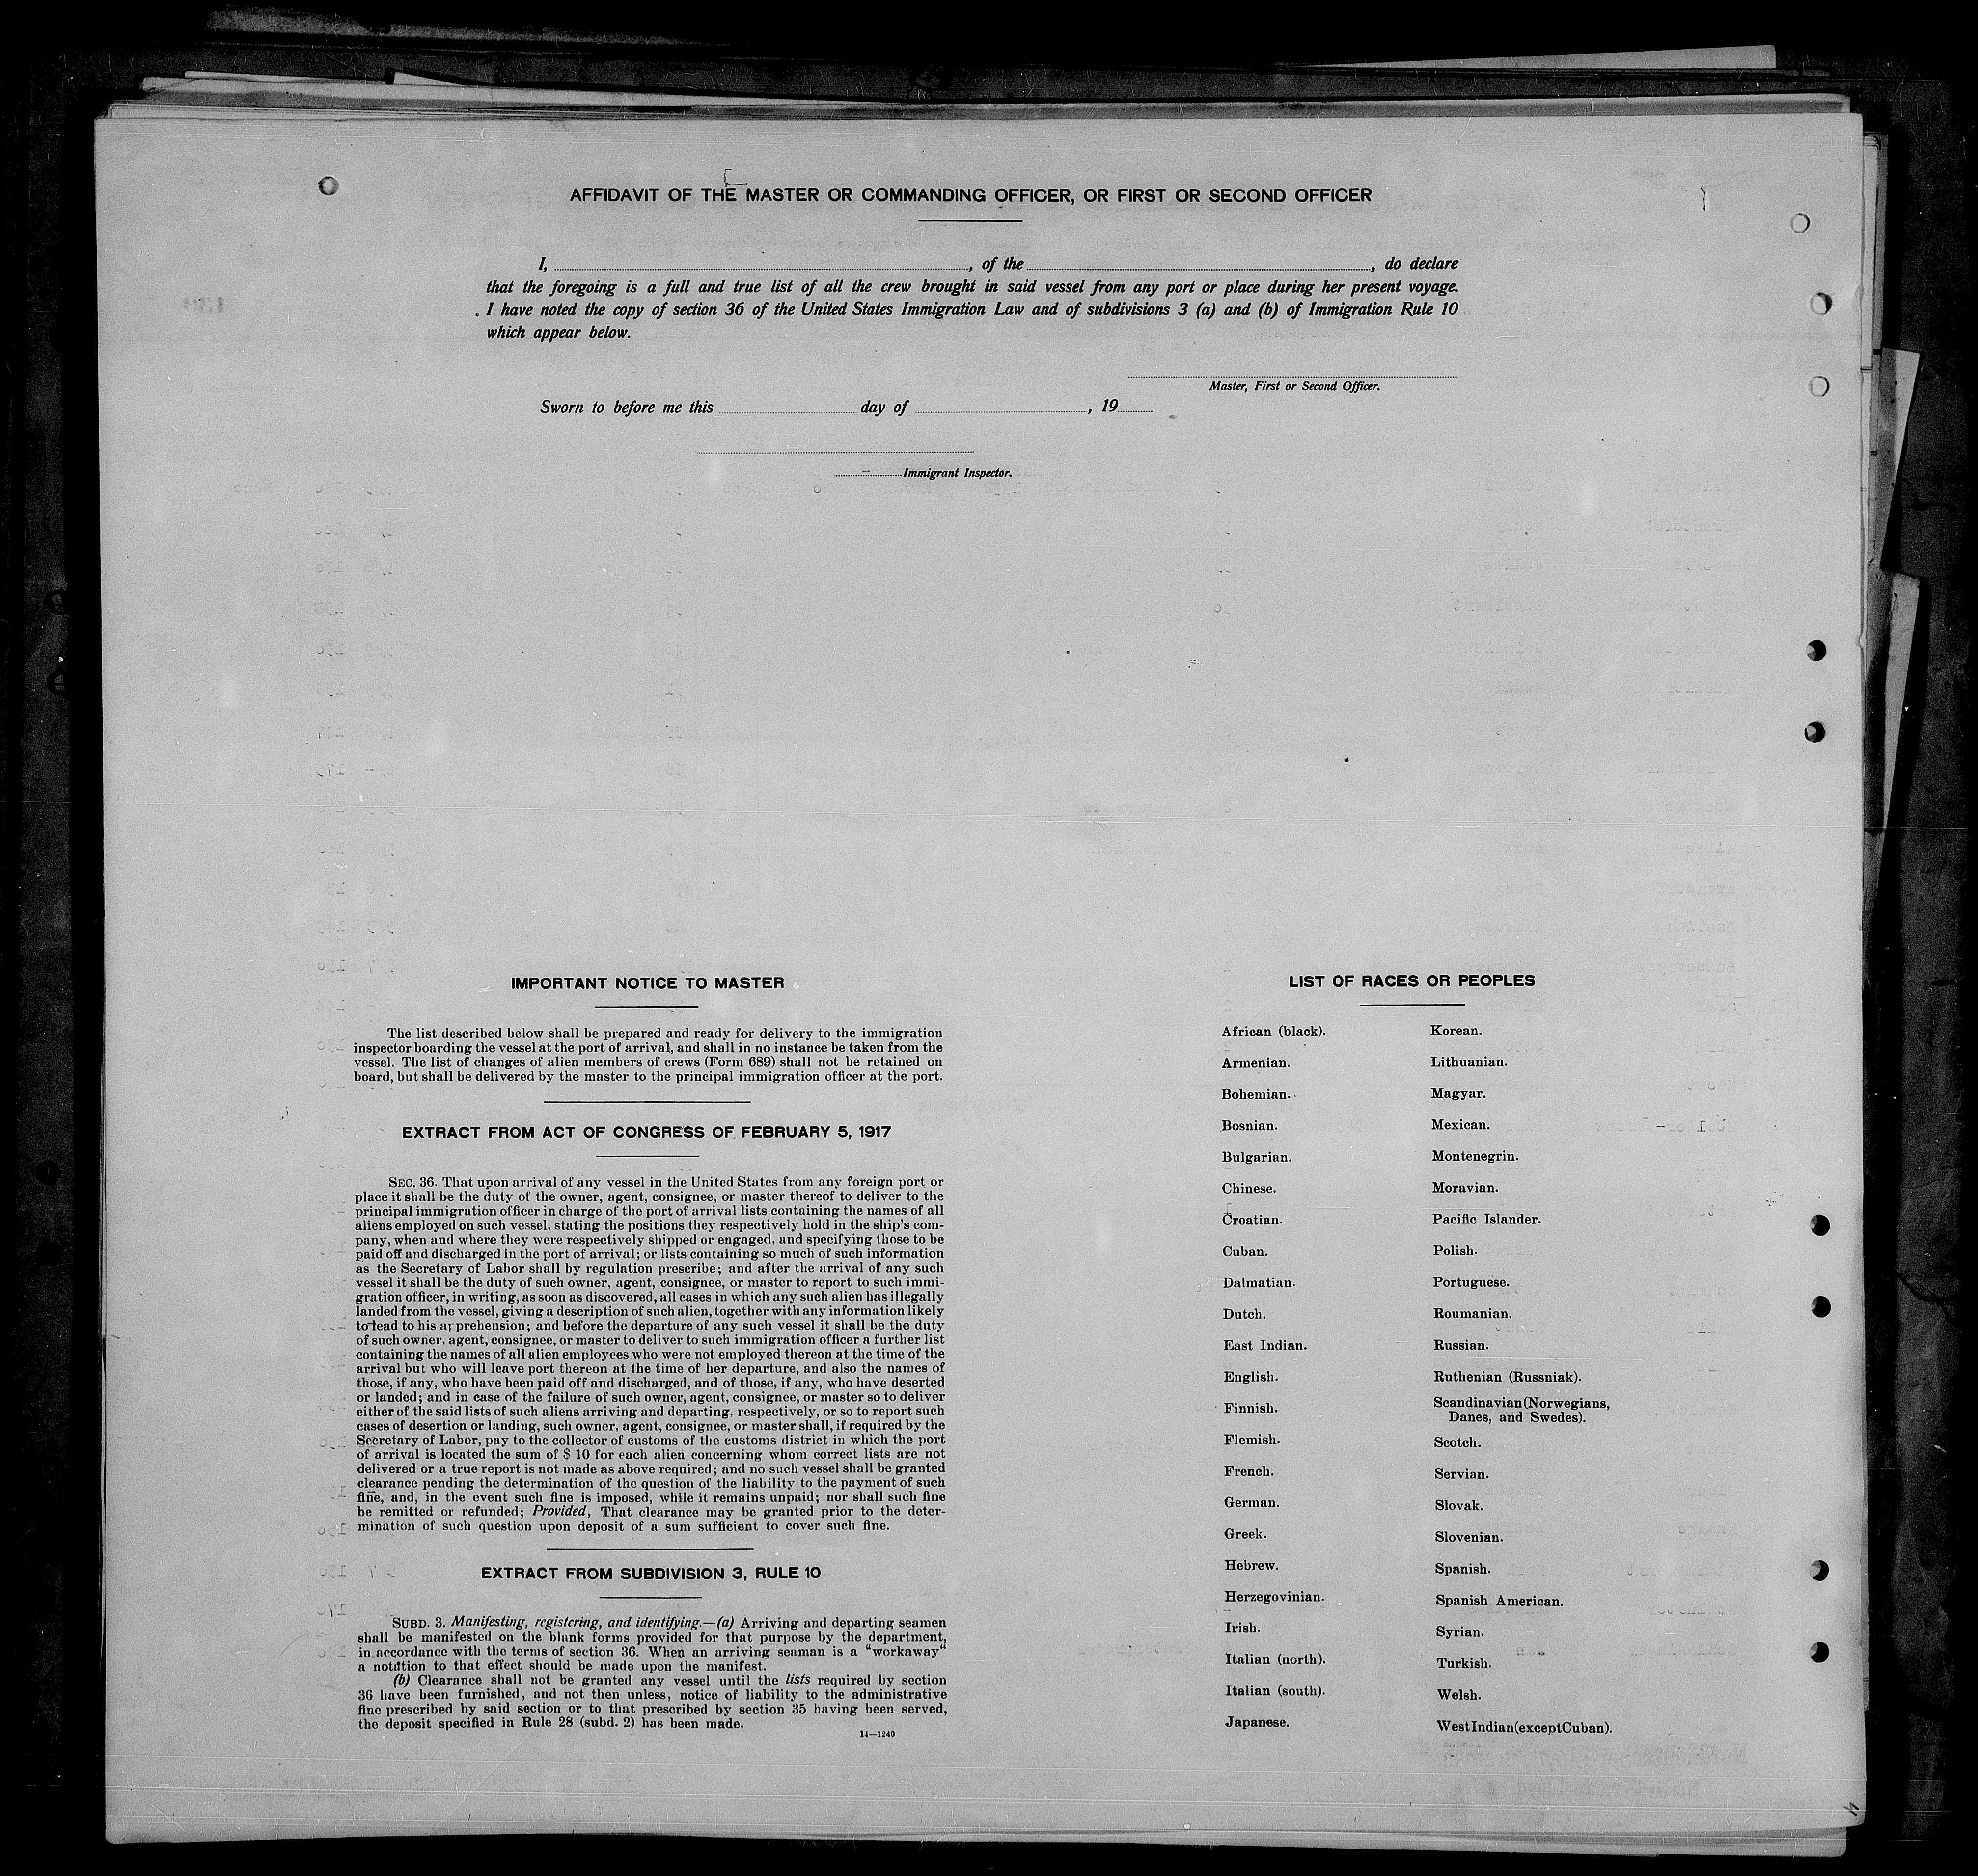 AFFIDAVIT OF THE MASTER OR COMMANDING OFFICER, OR FIRST OR SECOND OFFICER
I, , of the , do declare
that the foregoing is a full and true list of all the crew brought in said vessel from any port or place during her present voyage.
I have noted the copy of section 36 of the United States Immigration Law and of subdivisions 3 (a) and (b) of Immigration Rule 10
which appear below.
Master, First or Second Officer.
Sworn to before me this day of , 19
Immigrant Inspector.
IMPORTANT NOTICE TO MASTER
The list described below shall be prepared and ready for delivery to the immigration
inspector boarding the vessel at the port of arrival, and shall in no instance be taken from the
vessel. The list of changes of alien members of crews (Form 689) shall not be retained on
board, but shall be delivered by the master to the principal immigration officer at the port.
EXTRACT FROM ACT OF CONGRESS OF FEBRUARY 5, 1917
SEC. 36. That upon arrival of any vessel in the United States from any foreign port or
place it shall be the duty of the owner, agent, consignee, or master thereof to deliver to the
principal immigration officer in charge of the port of arrival lists containing the names of all
aliens employed on such vessel, stating the positions they respectively hold in the ship's com-
pany, when and where they were respectively shipped or engaged, and specifying those to be
paid off and discharged in the port of arrival; or lists containing so much of such information
as the Secretary of Labor shall by regulation prescribe; and after the arrival of any such
vessel it shall be the duty of such owner, agent, consignee, or master to report to such immi-
gration officer, in writing, as soon as discovered, all cases in which any such alien has illegally
landed from the vessel, giving a description of such alien, together with any information likely
to lead to his apprehension; and before the departure of any such vessel it shall be the duty
of such owner, agent, consignee, or master to deliver to such immigration officer a further list
containing the names of all alien employees who were not employed thereon at the time of the
arrival but who will leave port thereon at the time of her departure, and also the names of
those, if any, who have been paid off and discharged, and of those, if any, who have deserted
or landed; and in case of the failure of such owner, agent, consignee, or master so to deliver
either of the said lists of such aliens arriving and departing, respectively, or so to report such
cases of desertion or landing, such owner, agent, consignee, or master shall, if required by the
Secretary of Labor, pay to the collector of customs of the customs district in which the port
of arrival is located the sum of $ 10 for each alien concerning whom correct lists are not
delivered or a true report is not made as above required; and no such vessel shall be granted
clearance pending the determination of the question of the liability to the payment of such
fine, and, in the event such fine is imposed, while it remains unpaid; nor shall such fine
be remitted or refunded; Provided, That clearance may be granted prior to the deter-
mination of such question upon deposit of a sum sufficient to cover such fine.
EXTRACT FROM SUBDIVISION 3, RULE 10
SUBD. 3. Manifesting, registering, and identifying.—(a) Arriving and departing seamen
shall be manifested on the blank forms provided for that purpose by the department,
in accordance with the terms of section 36. When an arriving seaman is a "workaway"
a notation to that effect should be made upon the manifest.
(b) Clearance shall not be granted any vessel until the lists required by section
36 have been furnished, and not then unless, notice of liability to the administrative
fine prescribed by said section or to that prescribed by section 35 having been served,
the deposit specified in Rule 28 (subd. 2) has been made.
14—1240
LIST OF RACES OR PEOPLES
African (black).
Armenian.
Bohemian.
Bosnian.
Bulgarian.
Chinese.
Croatian.
Cuban.
Dalmatian.
Dutch.
East Indian.
English.
Finnish.
Flemish.
French.
German.
Greek.
Hebrew.
Herzegovinian.
Irish.
Italian (north).
Italian (south).
Japanese.
Korean.
Lithuanian.
Magyar.
Mexican.
Montenegrin.
Moravian.
Pacific Islander.
Polish.
Portuguese.
Roumanian.
Russian.
Ruthenian (Russniak).
Scandinavian (Norwegians,
Danes, and Swedes).
Scotch.
Servian.
Slovak.
Slovenian.
Spanish.
Spanish American.
Syrian.
Turkish.
Welsh.
West Indian (except Cuban).